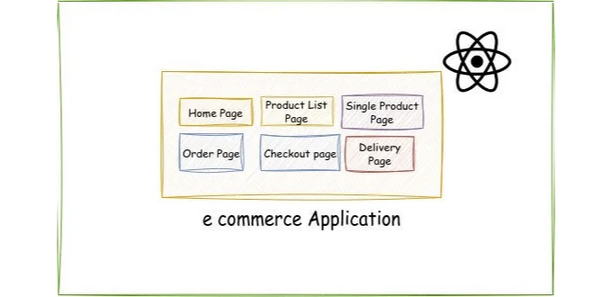 Home Page
Product List
Page
Single Product
Page
Order Page
Checkout page
Delivery
Page
e commerce Application